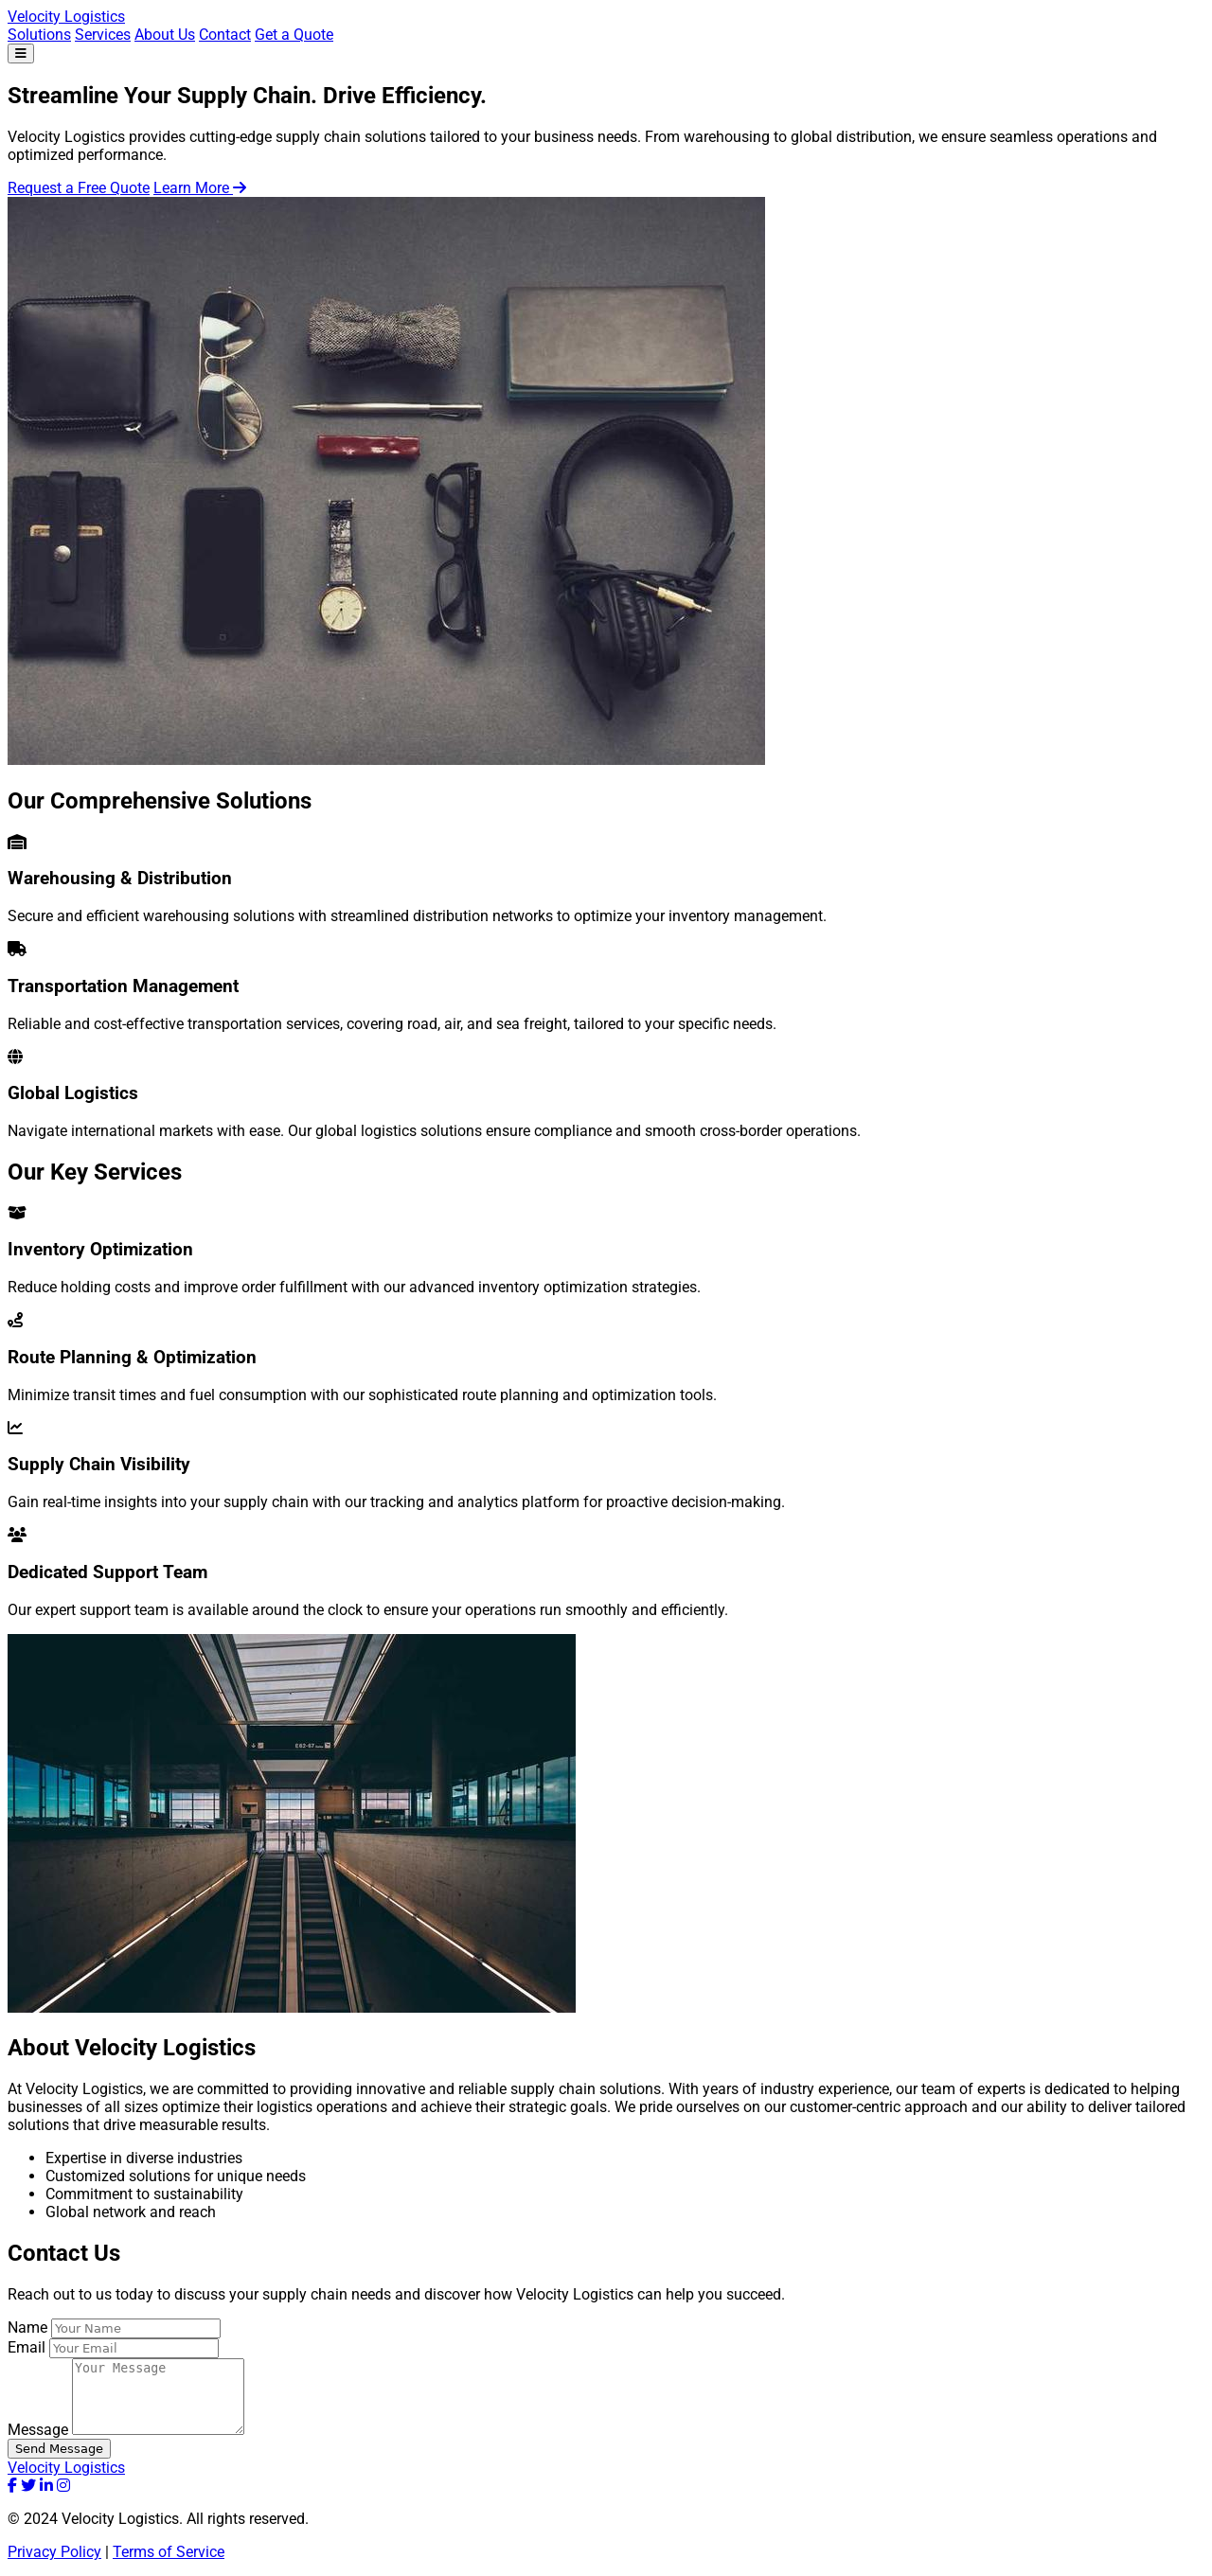 Velocity Logistics
Solutions Services About Us Contact Get a Quote
Streamline Your Supply Chain. Drive Efficiency.
Velocity Logistics provides cutting-edge supply chain solutions tailored to your business needs. From warehousing to global distribution, we ensure seamless operations and
optimized performance.
Request a Free Quote Learn More
Our Comprehensive Solutions
Warehousing & Distribution
Secure and efficient warehousing solutions with streamlined distribution networks to optimize your inventory management.
Transportation Management
Reliable and cost-effective transportation services, covering road, air, and sea freight, tailored to your specific needs.
Global Logistics
Navigate international markets with ease. Our global logistics solutions ensure compliance and smooth cross-border operations.
Our Key Services
Inventory Optimization
Reduce holding costs and improve order fulfillment with our advanced inventory optimization strategies.
Route Planning & Optimization
Minimize transit times and fuel consumption with our sophisticated route planning and optimization tools.
Supply Chain Visibility
Gain real-time insights into your supply chain with our tracking and analytics platform for proactive decision-making.
Dedicated Support Team
Our expert support team is available around the clock to ensure your operations run smoothly and efficiently.
About Velocity Logistics
At Velocity Logistics, we are committed to providing innovative and reliable supply chain solutions. With years of industry experience, our team of experts is dedicated to helping
businesses of all sizes optimize their logistics operations and achieve their strategic goals. We pride ourselves on our customer-centric approach and our ability to deliver tailored
solutions that drive measurable results.
• Expertise in diverse industries
• Customized solutions for unique needs
• Commitment to sustainability
• Global network and reach
Contact Us
Reach out to us today to discuss your supply chain needs and discover how Velocity Logistics can help you succeed.
Name Your Name
Email Your Email
Your Message
Message
Send Message
Velocity Logistics
© 2024 Velocity Logistics. All rights reserved.
Privacy Policy | Terms of Service